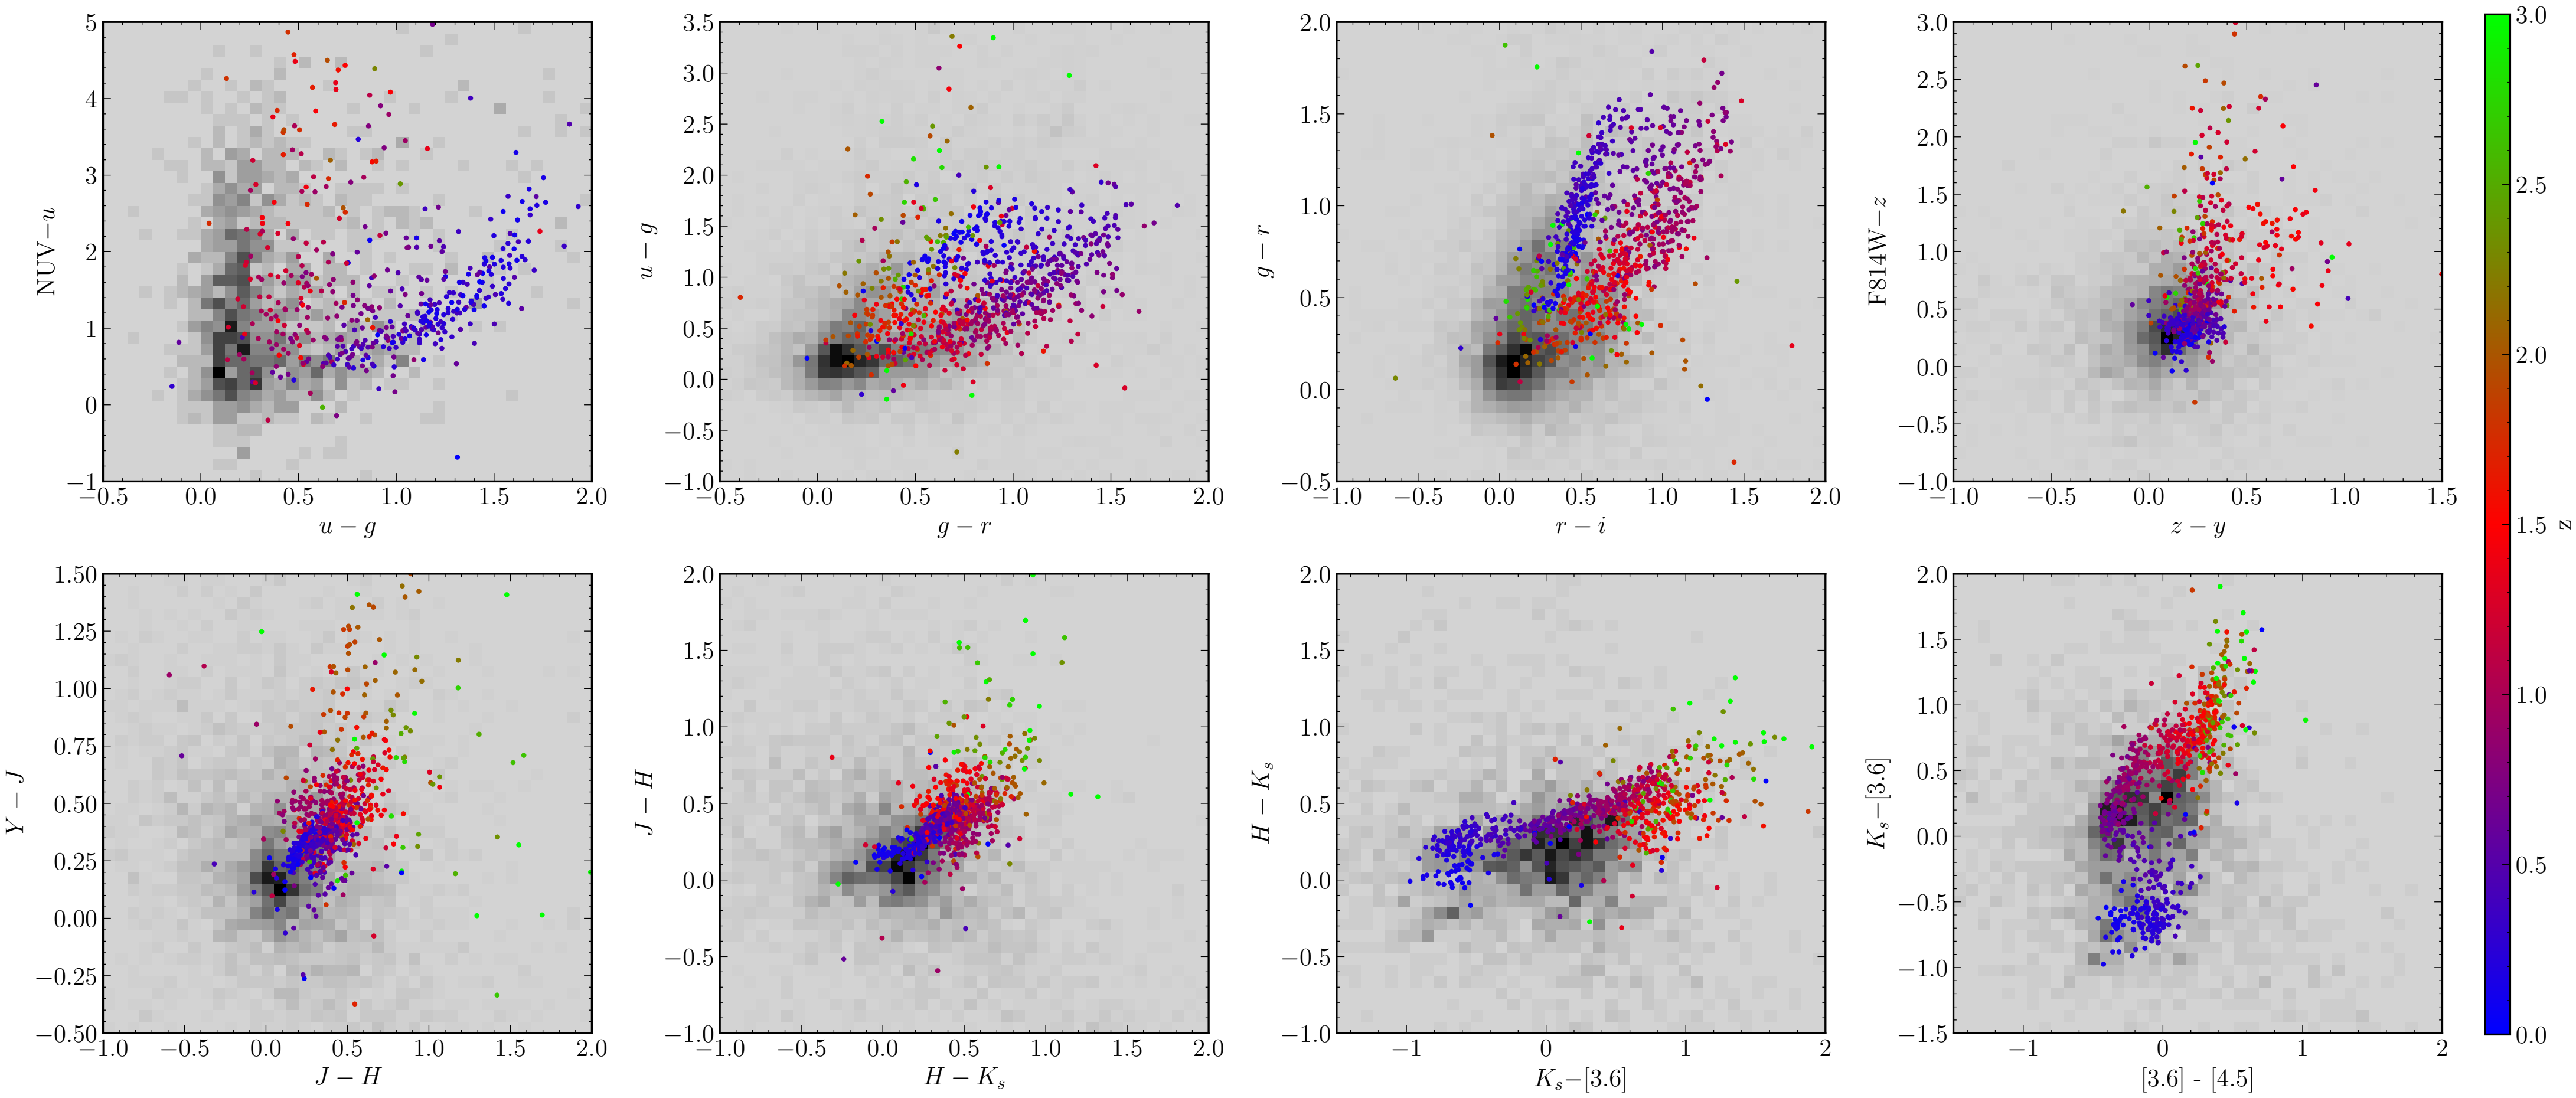 5
4
3
2
1
0
−1
NUV−u
−0.5 0.0 0.5 1.0 1.5 2.0
u − g
3.5
3.0
2.5
2.0
1.5
1.0
0.5
0.0
−0.5
−1.0
u − g
−0.5 0.0 0.5 1.0 1.5 2.0
g − r
2.0
1.5
1.0
0.5
0.0
−0.5
g − r
−1.0 −0.5 0.0 0.5 1.0 1.5 2.0
r − i
3.0
2.5
2.0
1.5
1.0
0.5
0.0
−0.5
−1.0
F814W−z
−1.0 −0.5 0.0 0.5 1.0 1.5
z − y
3.0
2.5
2.0
1.5
1.0
0.5
0.0
z
1.50
1.25
1.00
0.75
0.50
0.25
0.00
−0.25
−0.50
Y − J
−1.0 −0.5 0.0 0.5 1.0 1.5 2.0
J − H
2.0
1.5
1.0
0.5
0.0
−0.5
−1.0
J − H
−1.0 −0.5 0.0 0.5 1.0 1.5 2.0
H − Ks
2.0
1.5
1.0
0.5
0.0
−0.5
−1.0
H − Ks
−1 0 1 2
Ks−[3.6]
2.0
1.5
1.0
0.5
0.0
−0.5
−1.0
−1.5
Ks−[3.6]
−1 0 1 2
[3.6] - [4.5]